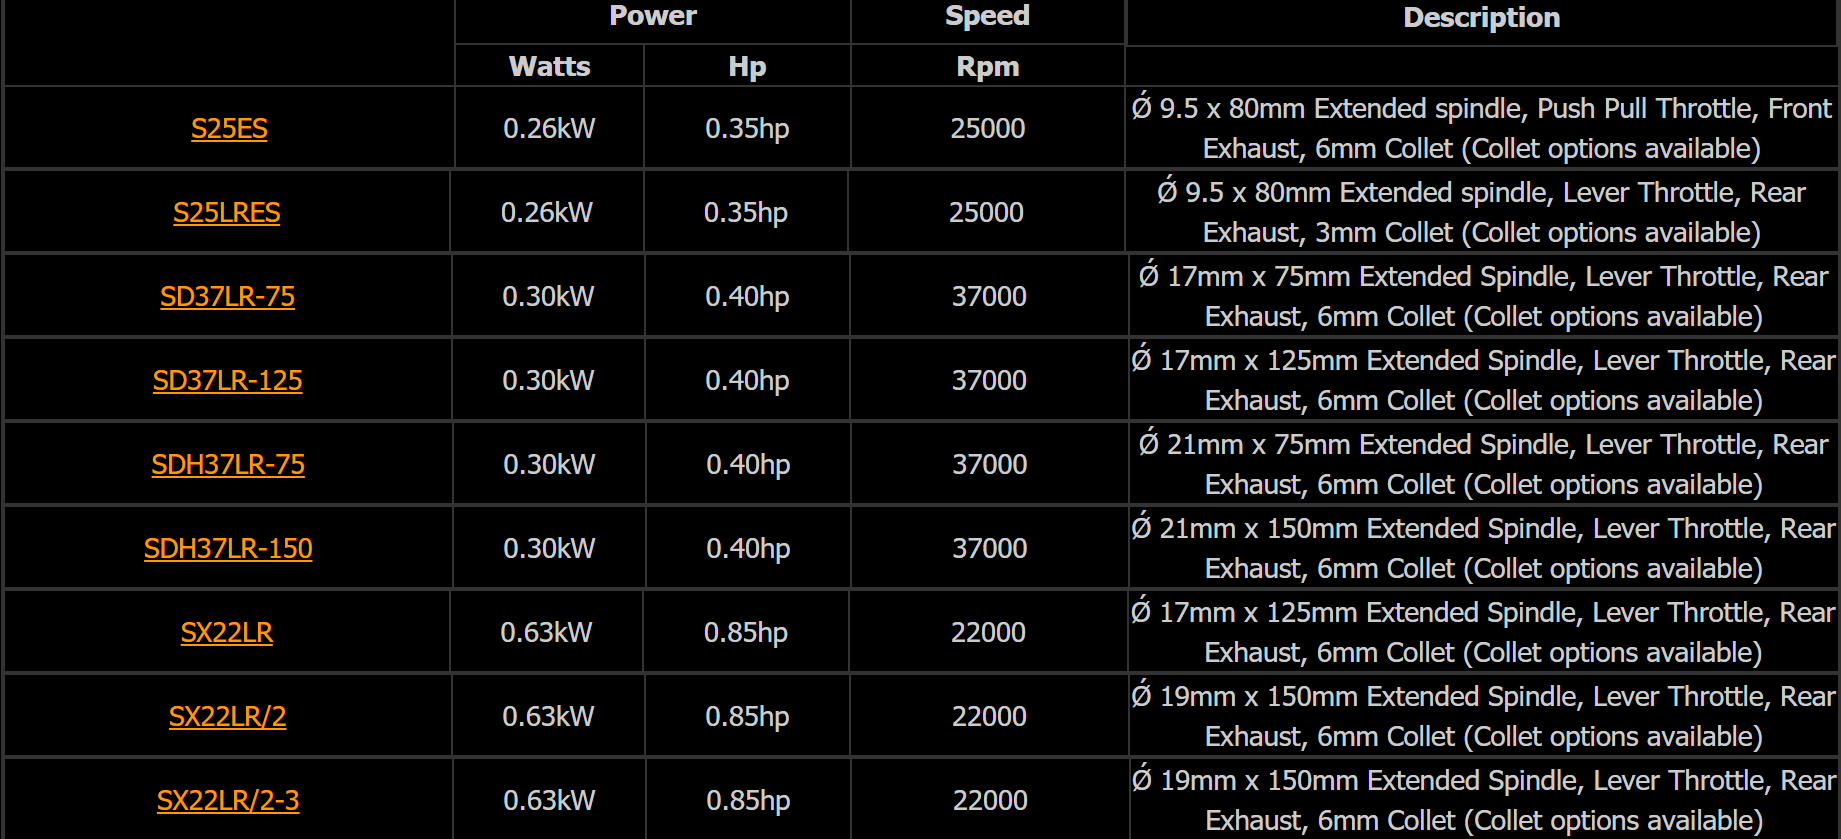 Power Speed Description
Watts Hp Rpm
S25ES 0.26kW 0.35hp 25000 Ǿ 9.5 x 80mm Extended spindle, Push Pull Throttle, Front
Exhaust, 6mm Collet (Collet options available)
S25LRES 0.26kW 0.35hp 25000 Ǿ 9.5 x 80mm Extended spindle, Lever Throttle, Rear
Exhaust, 3mm Collet (Collet options available)
SD37LR-75 0.30kW 0.40hp 37000 Ǿ 17mm x 75mm Extended Spindle, Lever Throttle, Rear
Exhaust, 6mm Collet (Collet options available)
SD37LR-125 0.30kW 0.40hp 37000 Ǿ 17mm x 125mm Extended Spindle, Lever Throttle, Rear
Exhaust, 6mm Collet (Collet options available)
SDH37LR-75 0.30kW 0.40hp 37000 Ǿ 21mm x 75mm Extended Spindle, Lever Throttle, Rear
Exhaust, 6mm Collet (Collet options available)
SDH37LR-150 0.30kW 0.40hp 37000 Ǿ 21mm x 150mm Extended Spindle, Lever Throttle, Rear
Exhaust, 6mm Collet (Collet options available)
SX22LR 0.63kW 0.85hp 22000 Ǿ 17mm x 125mm Extended Spindle, Lever Throttle, Rear
Exhaust, 6mm Collet (Collet options available)
SX22LR/2 0.63kW 0.85hp 22000 Ǿ 19mm x 150mm Extended Spindle, Lever Throttle, Rear
Exhaust, 6mm Collet (Collet options available)
SX22LR/2-3 0.63kW 0.85hp 22000 Ǿ 19mm x 150mm Extended Spindle, Lever Throttle, Rear
Exhaust, 6mm Collet (Collet options available)